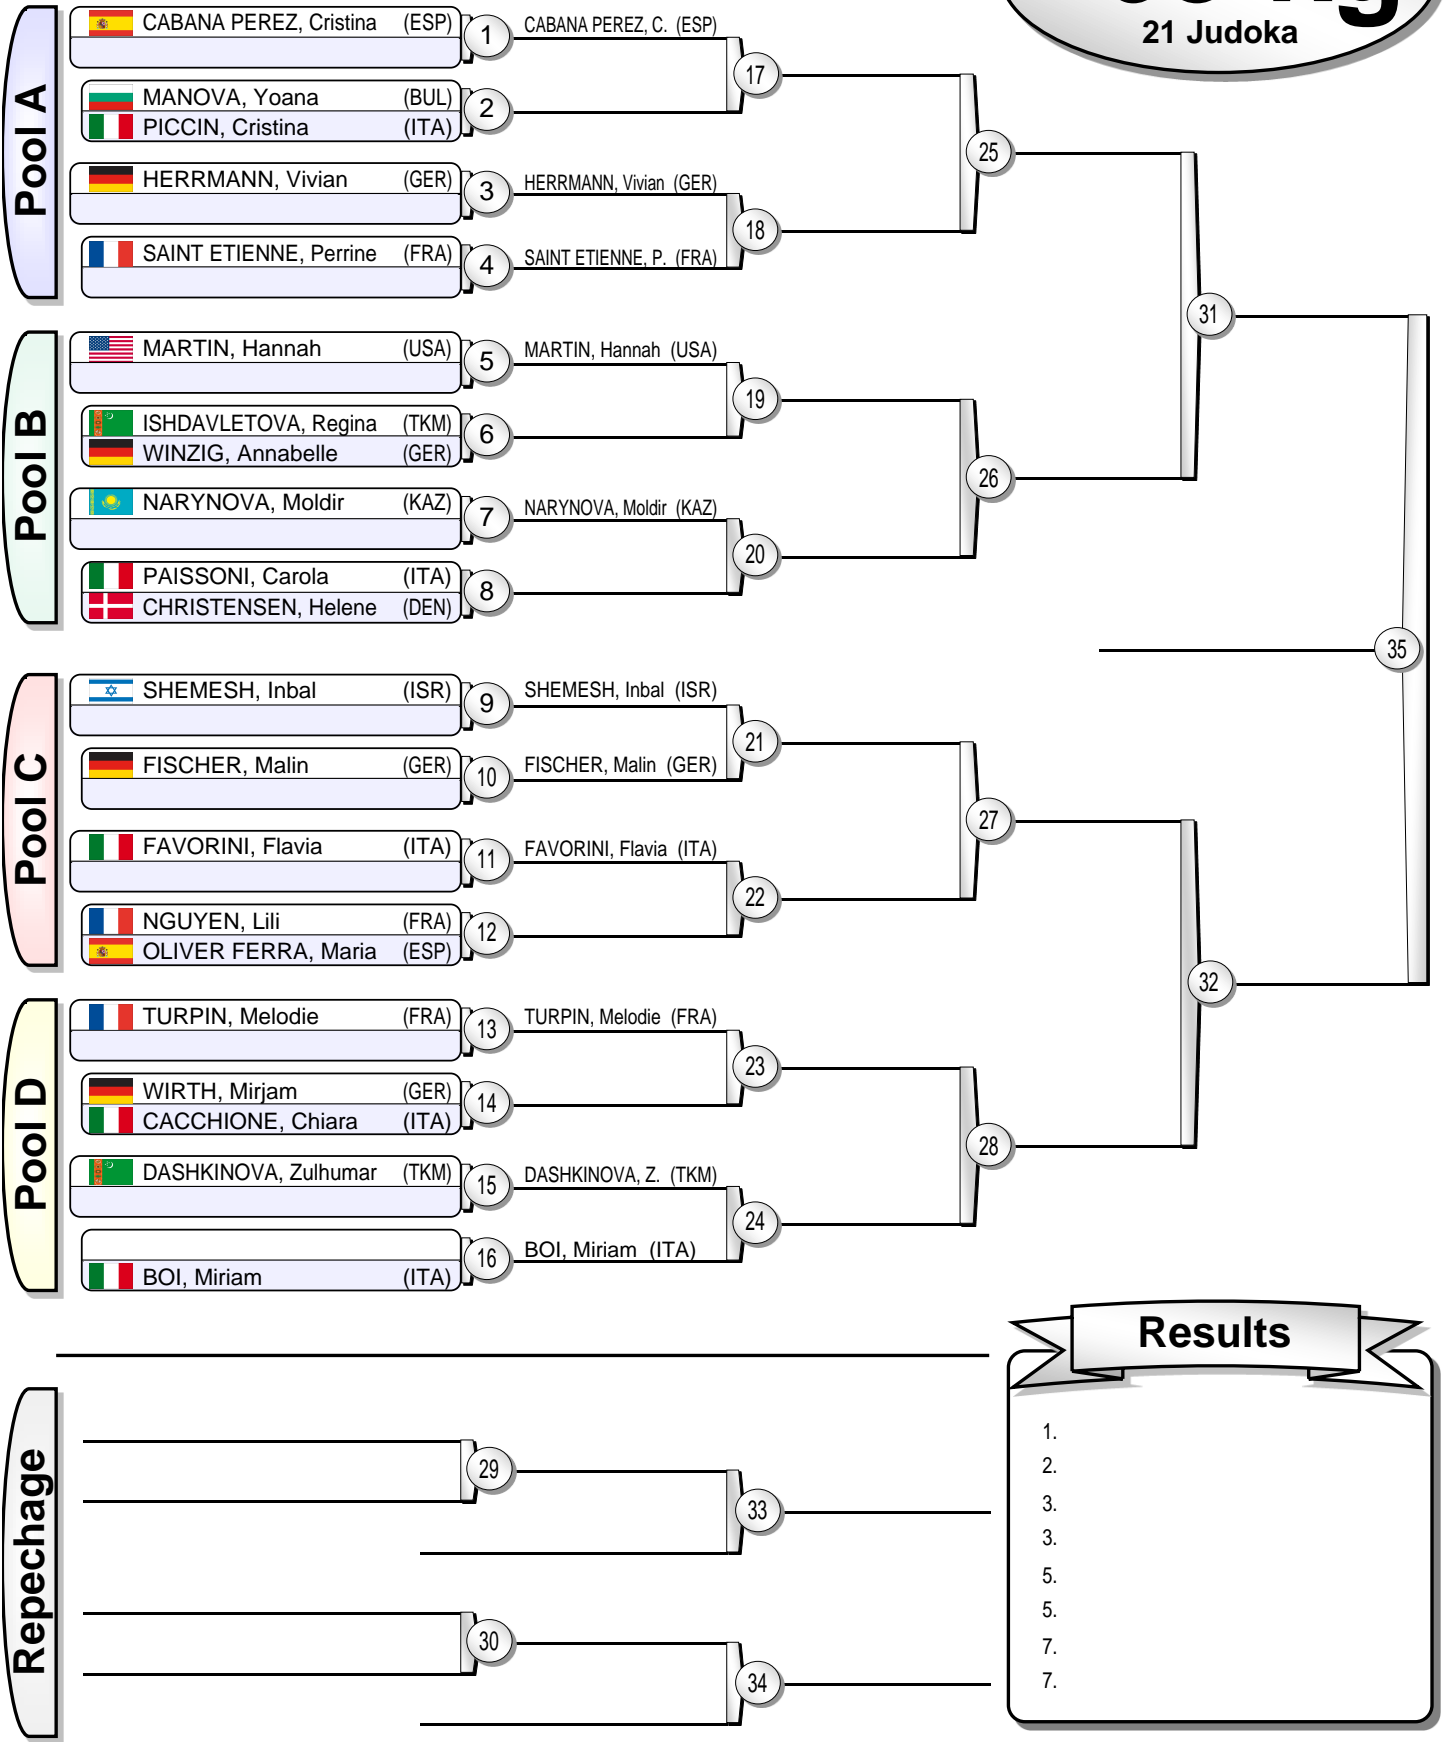 21 Judoka
Pool A
CABANA PEREZ, Cristina (ESP) 1 CABANA PEREZ, C. (ESP)
17
MANOVA, Yoana (BUL) 2
PICCIN, Cristina (ITA)
25
HERRMANN, Vivian (GER) 3 HERRMANN, Vivian (GER)
18
SAINT ETIENNE, Perrine (FRA) 4 SAINT ETIENNE, P. (FRA)
31
Pool B
MARTIN, Hannah (USA) 5 MARTIN, Hannah (USA)
19
ISHDAVLETOVA, Regina (TKM) 6
WINZIG, Annabelle (GER)
26
NARYNOVA, Moldir (KAZ) 7 NARYNOVA, Moldir (KAZ)
20
PAISSONI, Carola (ITA) 8
CHRISTENSEN, Helene (DEN)
35
Pool C
SHEMESH, Inbal (ISR) 9 SHEMESH, Inbal (ISR)
21
FISCHER, Malin (GER) 10 FISCHER, Malin (GER)
27
FAVORINI, Flavia (ITA) 11 FAVORINI, Flavia (ITA)
22
NGUYEN, Lili (FRA) 12
OLIVER FERRA, Maria (ESP)
32
Pool D
TURPIN, Melodie (FRA) 13 TURPIN, Melodie (FRA)
23
WIRTH, Mirjam (GER) 14
CACCHIONE, Chiara (ITA)
28
DASHKINOVA, Zulhumar (TKM) 15 DASHKINOVA, Z. (TKM)
24
16 BOI, Miriam (ITA)
BOI, Miriam (ITA)
Results
Repechage
29
33
30
34
1.
2.
3.
3.
5.
5.
7.
7.